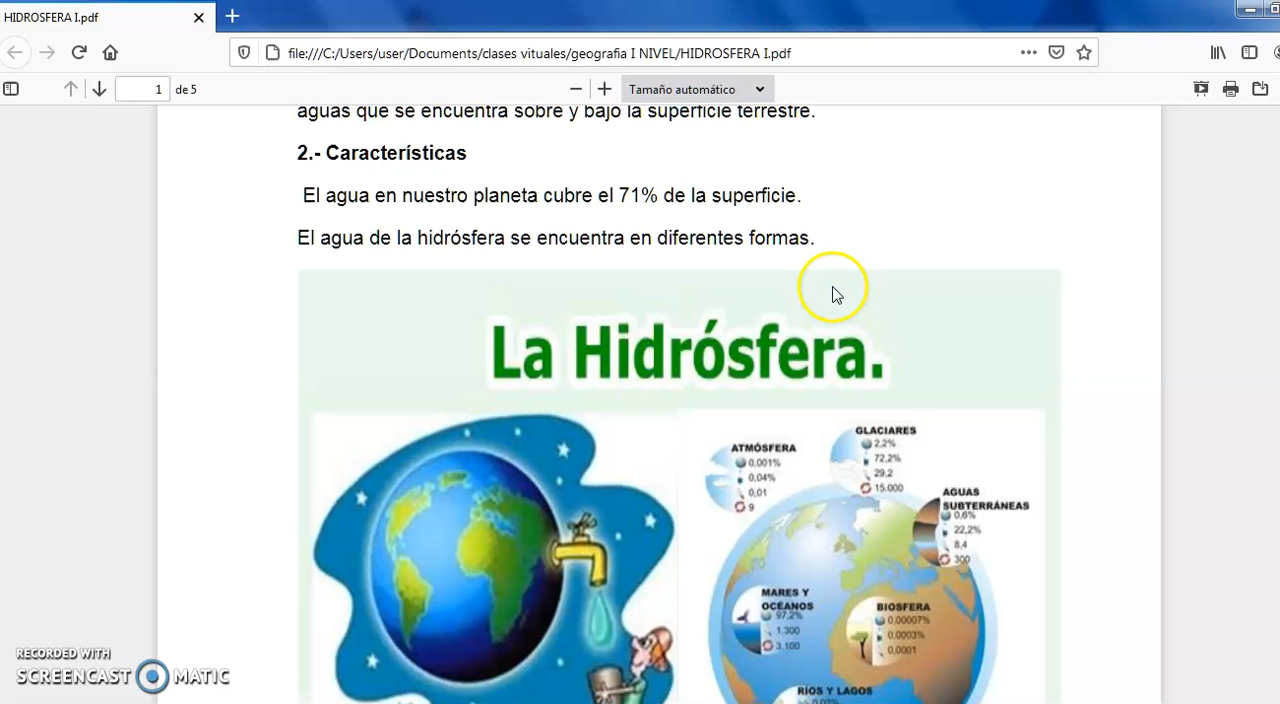 HIDROSFERA I.pdf
file:///C:/Users/user/Documents/clases vituales/geografia I NIVEL/HIDROSFERA I.pdf
1 de 5
Tamaño automático
aguas que se encuentra sobre y bajo la superficie terrestre.
2.- Características
El agua en nuestro planeta cubre el 71% de la superficie.
El agua de la hidrósfera se encuentra en diferentes formas.
La Hidrósfera.
ATMÓSFERA
0,001%
0,04%
0,01
9
GLACIARES
2,2%
72,2%
29.2
15.000
AGUAS
SUBTERRÁNEAS
0,6%
22,2%
8,4
300
MARES Y
OCÉANOS
97,2%
1.300
3,100
BIOSFERA
0,00007%
0,0003%
0,0001
RÍOS Y LAGOS
RECORDED WITH
SCREENCAST MATIC